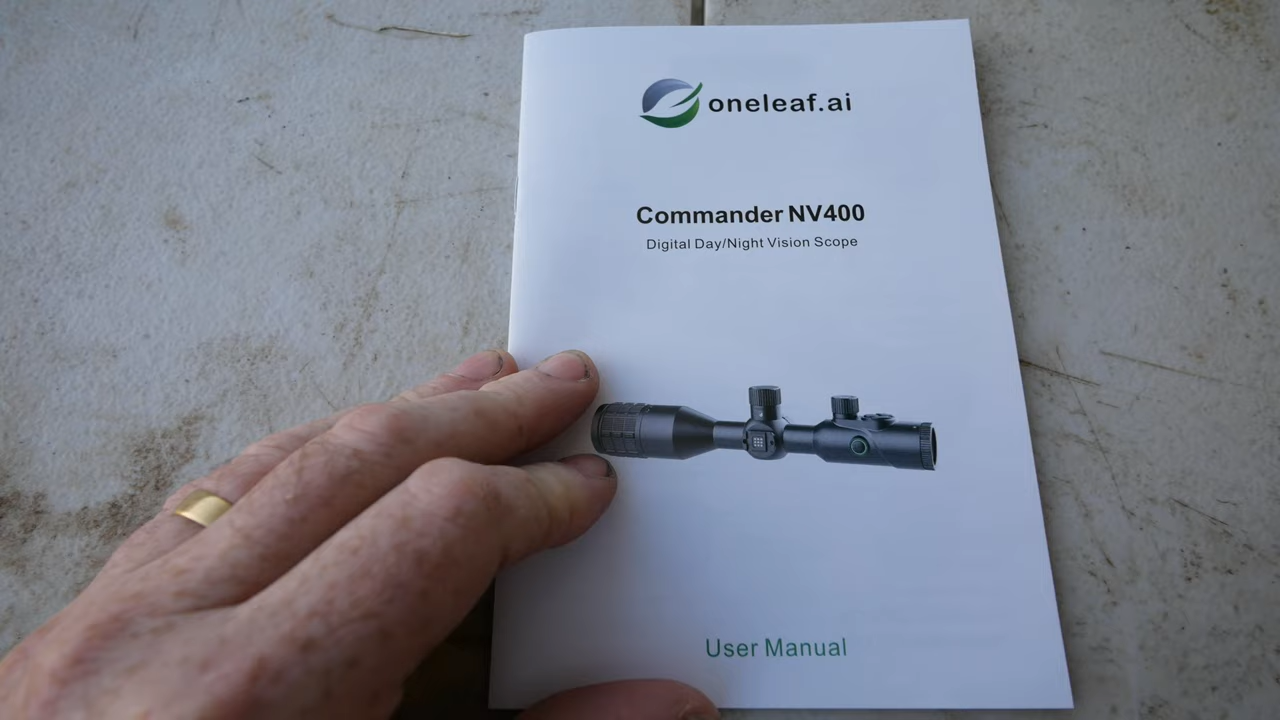 oneleaf.ai
Commander NV400
Digital Day/Night Vision Scope
User Manual